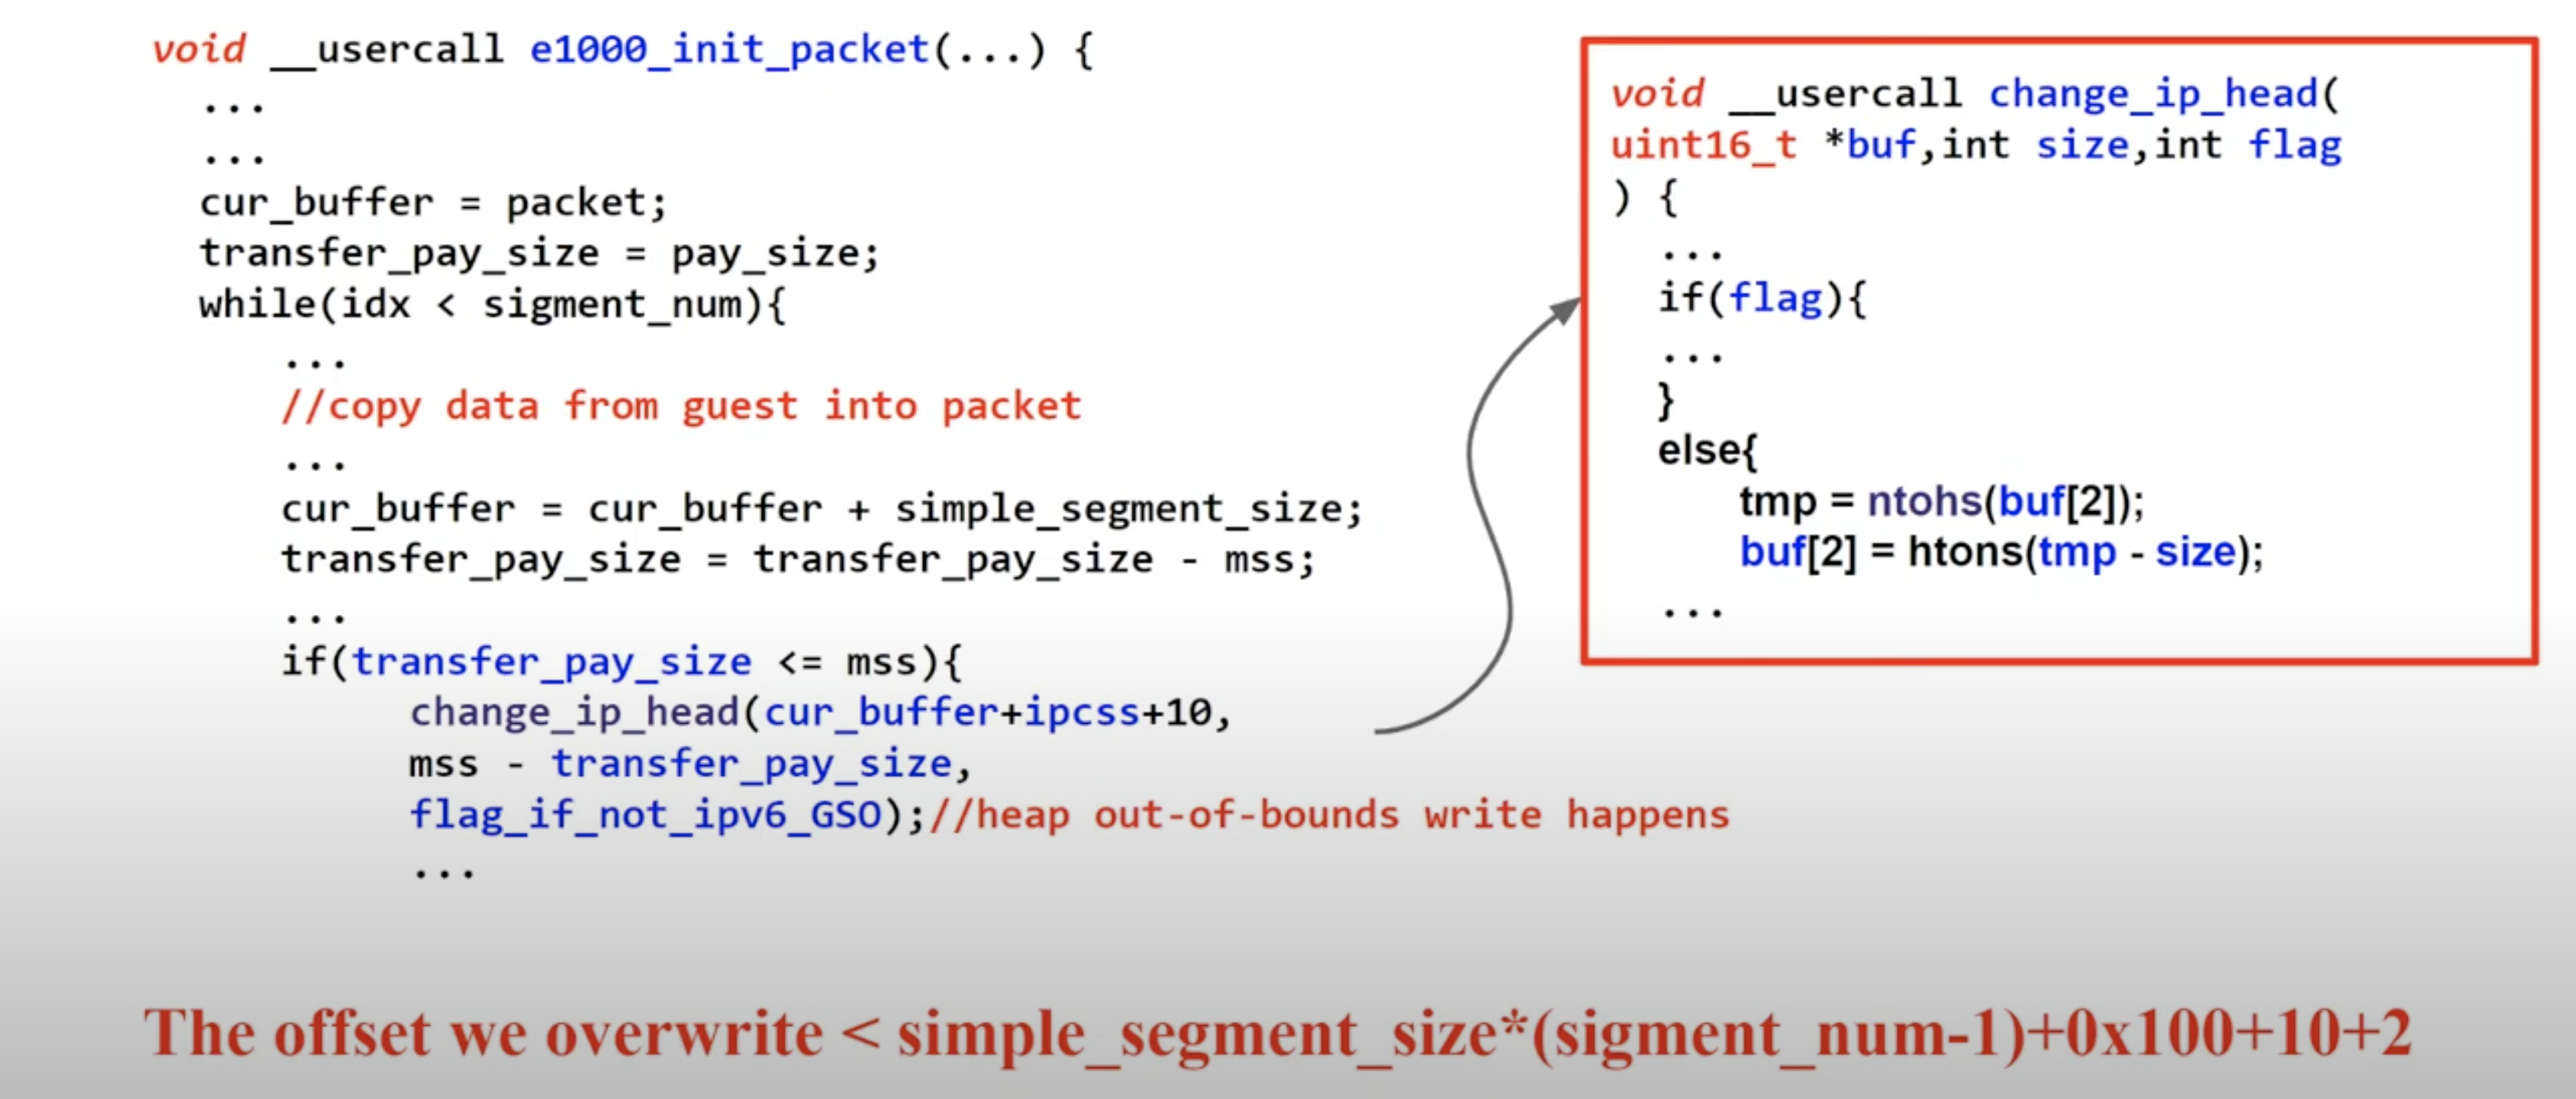 void __usercall e1000_init_packet(...) {
...
...
cur_buffer = packet;
transfer_pay_size = pay_size;
while(idx < sigment_num){
...
//copy data from guest into packet
...
cur_buffer = cur_buffer + simple_segment_size;
transfer_pay_size = transfer_pay_size - mss;
...
if(transfer_pay_size <= mss){
change_ip_head(cur_buffer+ipcss+10,
mss - transfer_pay_size,
flag_if_not_ipv6_GSO);//heap out-of-bounds write happens
...
void __usercall change_ip_head(
uint16_t *buf,int size,int flag
) {
...
if(flag){
...
}
else{
tmp = ntohs(buf[2]);
buf[2] = htons(tmp - size);
...
The offset we overwrite < simple_segment_size*(sigment_num-1)+0x100+10+2